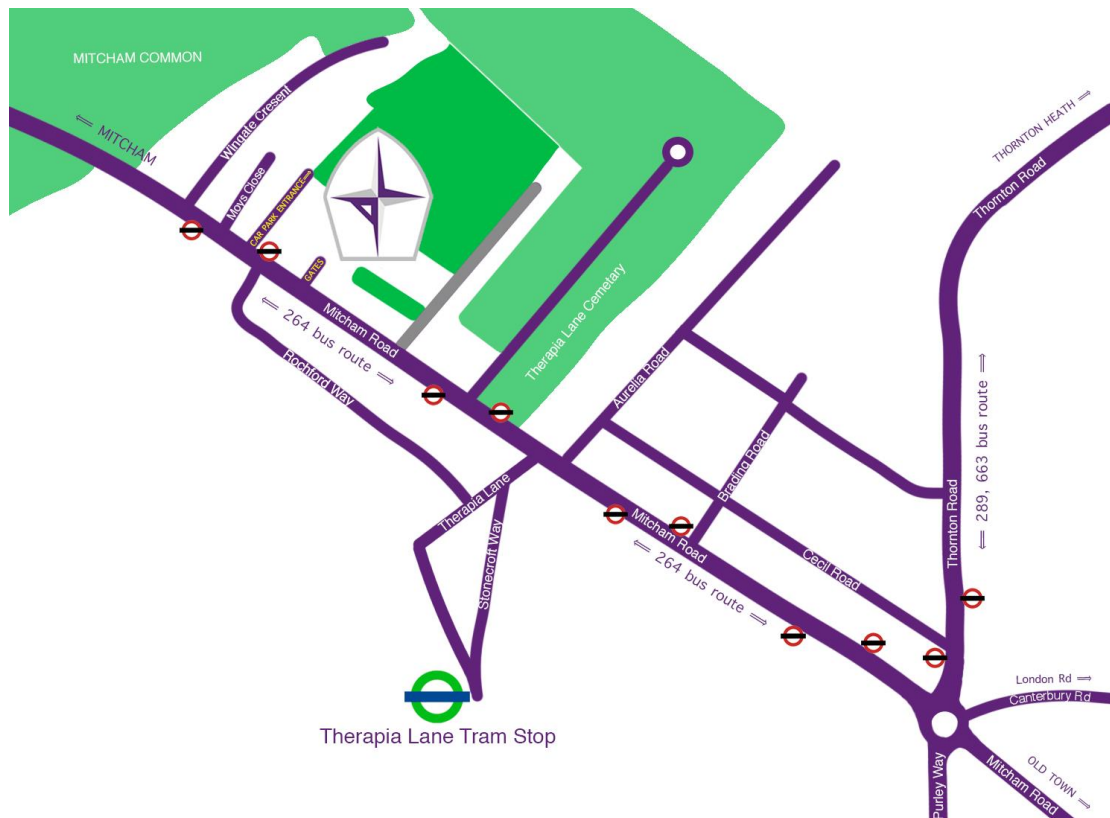 MITCHAM COMMON
⇐ MITCHAM
Wingate Cresent
Moys Close
CAR PARK ENTRANCE
GATES
THORNTON HEATH ⇒
Thornton Road
Mitcham Road
⇐ 264 bus route ⇒
Rochford Way
Therapia Lane Cemetary
Aurelia Road
Brading Road
Thornton Road
⇐ 289, 663 bus route ⇒
Therapia Lane
Stonecroft Way
Mitcham Road
⇐ 264 bus route ⇒
Cecil Road
Therapia Lane Tram Stop
London Rd ⇒
Canterbury Rd
Purley Way
Mitcham Road
OLD TOWN ⇒